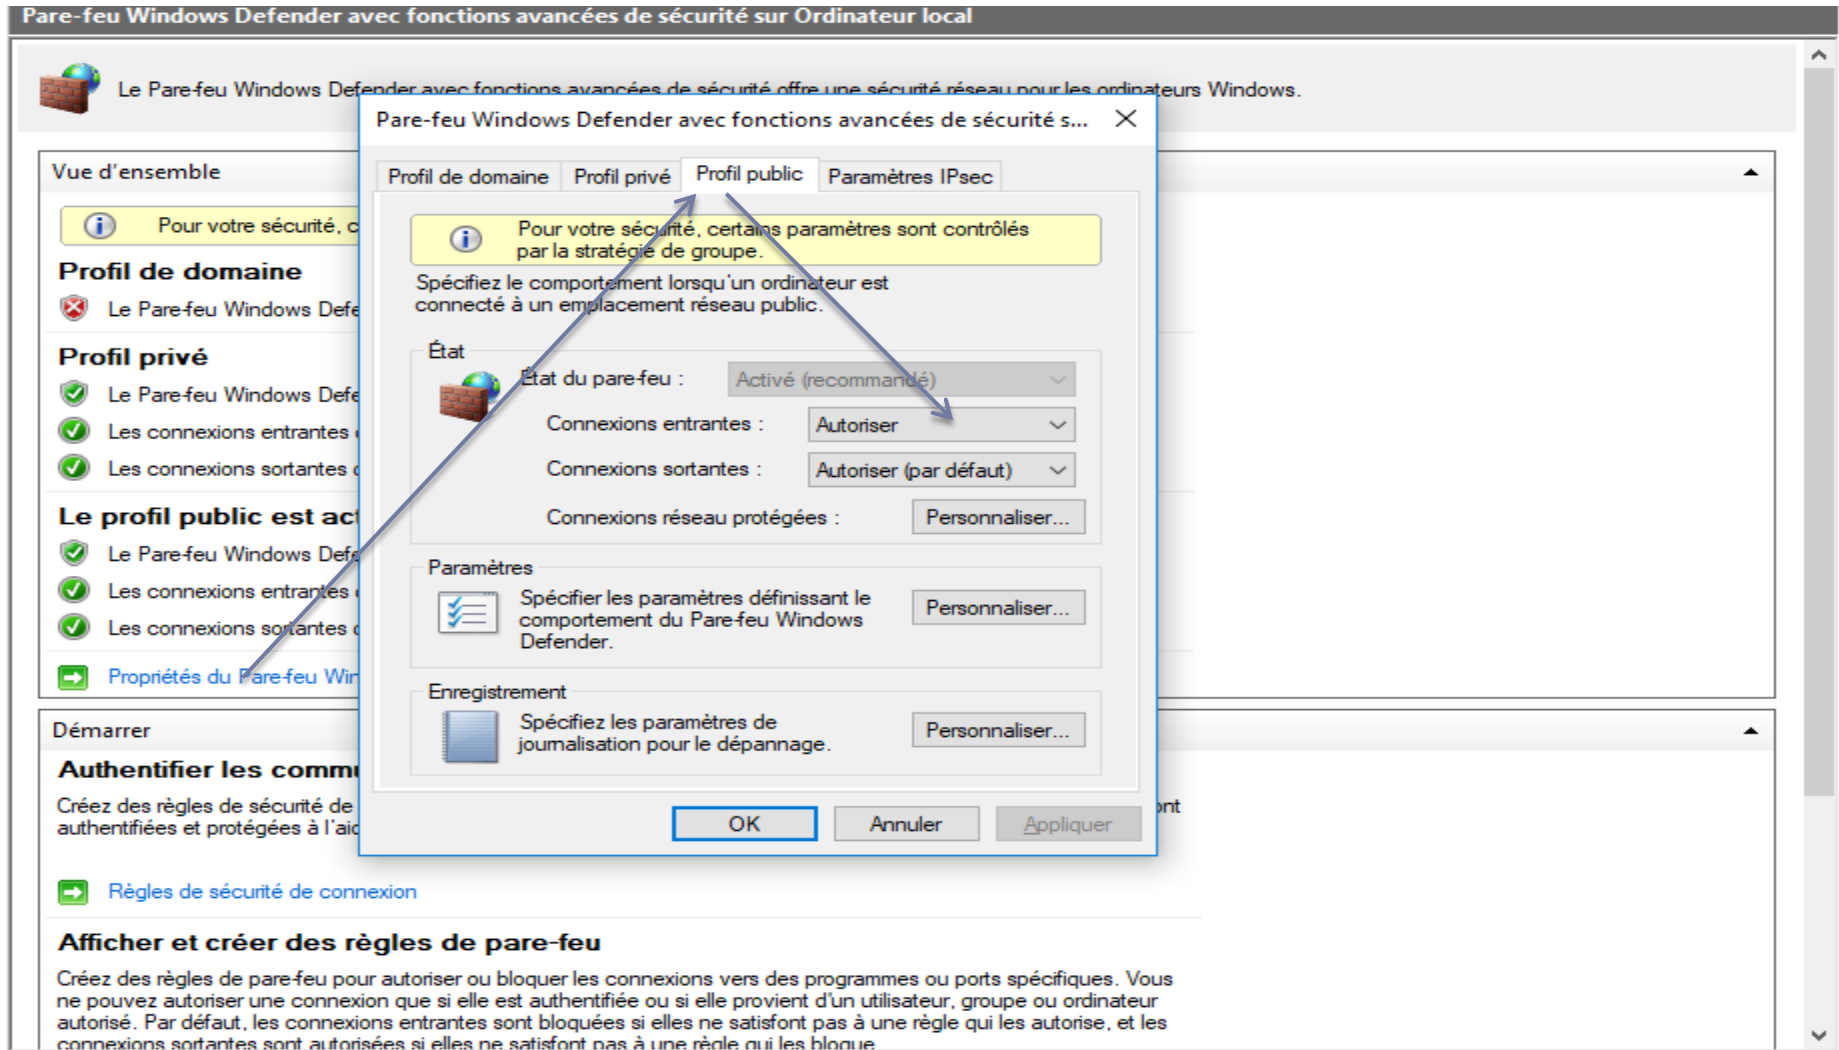 Pare-feu Windows Defender avec fonctions avancées de sécurité sur Ordinateur local
Le Pare-feu Windows Defender avec fonctions avancées de sécurité offre une sécurité réseau pour les ordinateurs Windows.
Vue d'ensemble
Pour votre sécurité, c
Profil de domaine
Le Pare-feu Windows Defe
Profil privé
Le Pare-feu Windows Defe
Les connexions entrantes
Les connexions sortantes
Le profil public est act
Le Pare-feu Windows Defe
Les connexions entrantes
Les connexions sortantes
Propriétés du Pare-feu Win
Pare-feu Windows Defender avec fonctions avancées de sécurité s...
Profil de domaine
Profil privé
Profil public
Paramètres IPsec
Pour votre sécurité, certains paramètres sont contrôlés
par la stratégie de groupe.
Spécifiez le comportement lorsqu'un ordinateur est
connecté à un emplacement réseau public.
État
État du pare-feu : Activé (recommandé)
Connexions entrantes : Autoriser
Connexions sortantes : Autoriser (par défaut)
Connexions réseau protégées : Personnaliser...
Paramètres
Spécifier les paramètres définissant le
comportement du Pare-feu Windows
Defender.
Personnaliser...
Enregistrement
Spécifiez les paramètres de
journalisation pour le dépannage.
Personnaliser...
OK
Annuler
Appliquer
Démarrer
Authentifier les commu
Créez des règles de sécurité de
ont
authentifiées et protégées à l'aid
Règles de sécurité de connexion
Afficher et créer des règles de pare-feu
Créez des règles de pare-feu pour autoriser ou bloquer les connexions vers des programmes ou ports spécifiques. Vous
ne pouvez autoriser une connexion que si elle est authentifiée ou si elle provient d'un utilisateur, groupe ou ordinateur
autorisé. Par défaut, les connexions entrantes sont bloquées si elles ne satisfont pas à une règle qui les autorise, et les
connexions sortantes sont autorisées si elles ne satisfont pas à une règle qui les bloque.